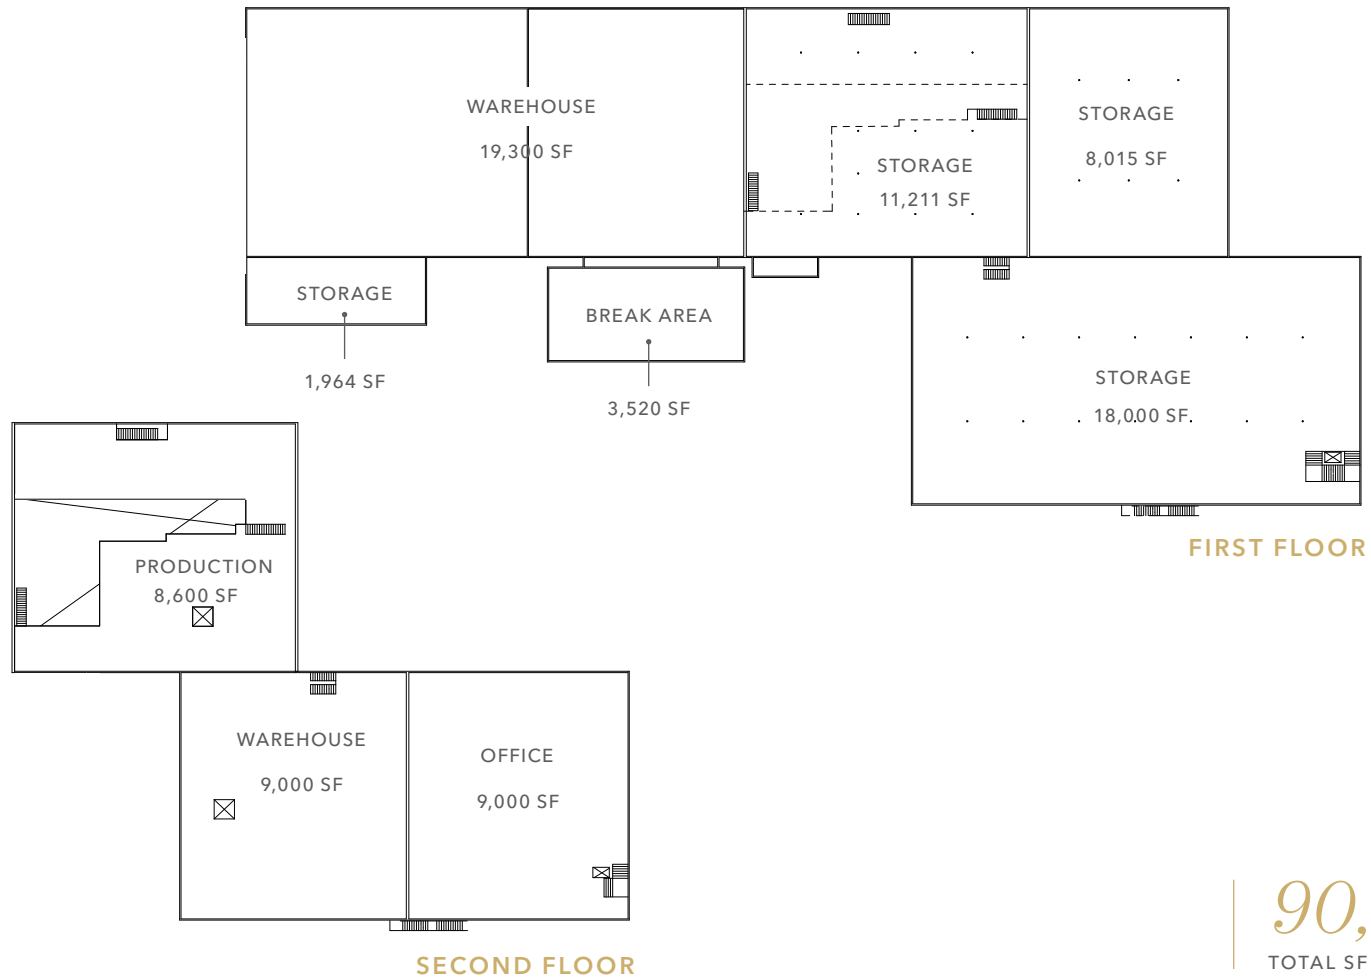 WAREHOUSE
19,300 SF
STORAGE
11,211 SF
STORAGE
8,015 SF
STORAGE
1,964 SF
BREAK AREA
3,520 SF
STORAGE
18,000 SF
FIRST FLOOR
PRODUCTION
8,600 SF
WAREHOUSE
9,000 SF
OFFICE
9,000 SF
SECOND FLOOR
90,
TOTAL SF